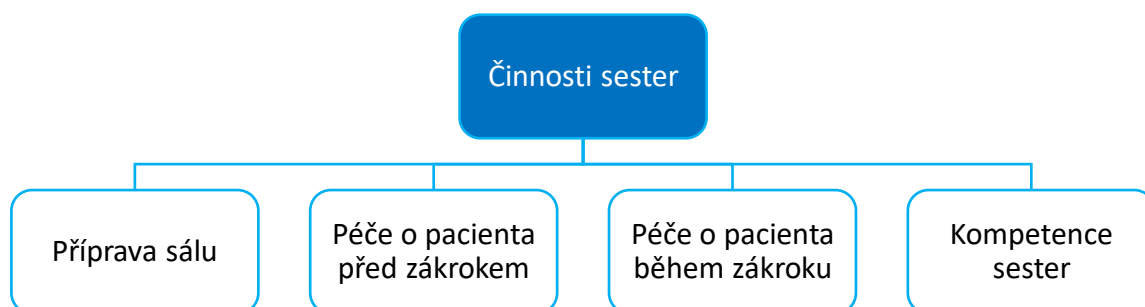 Činnosti sester
Příprava sálu
Péče o pacienta
před zákrokem
Péče o pacienta
během zákroku
Kompetence
sester